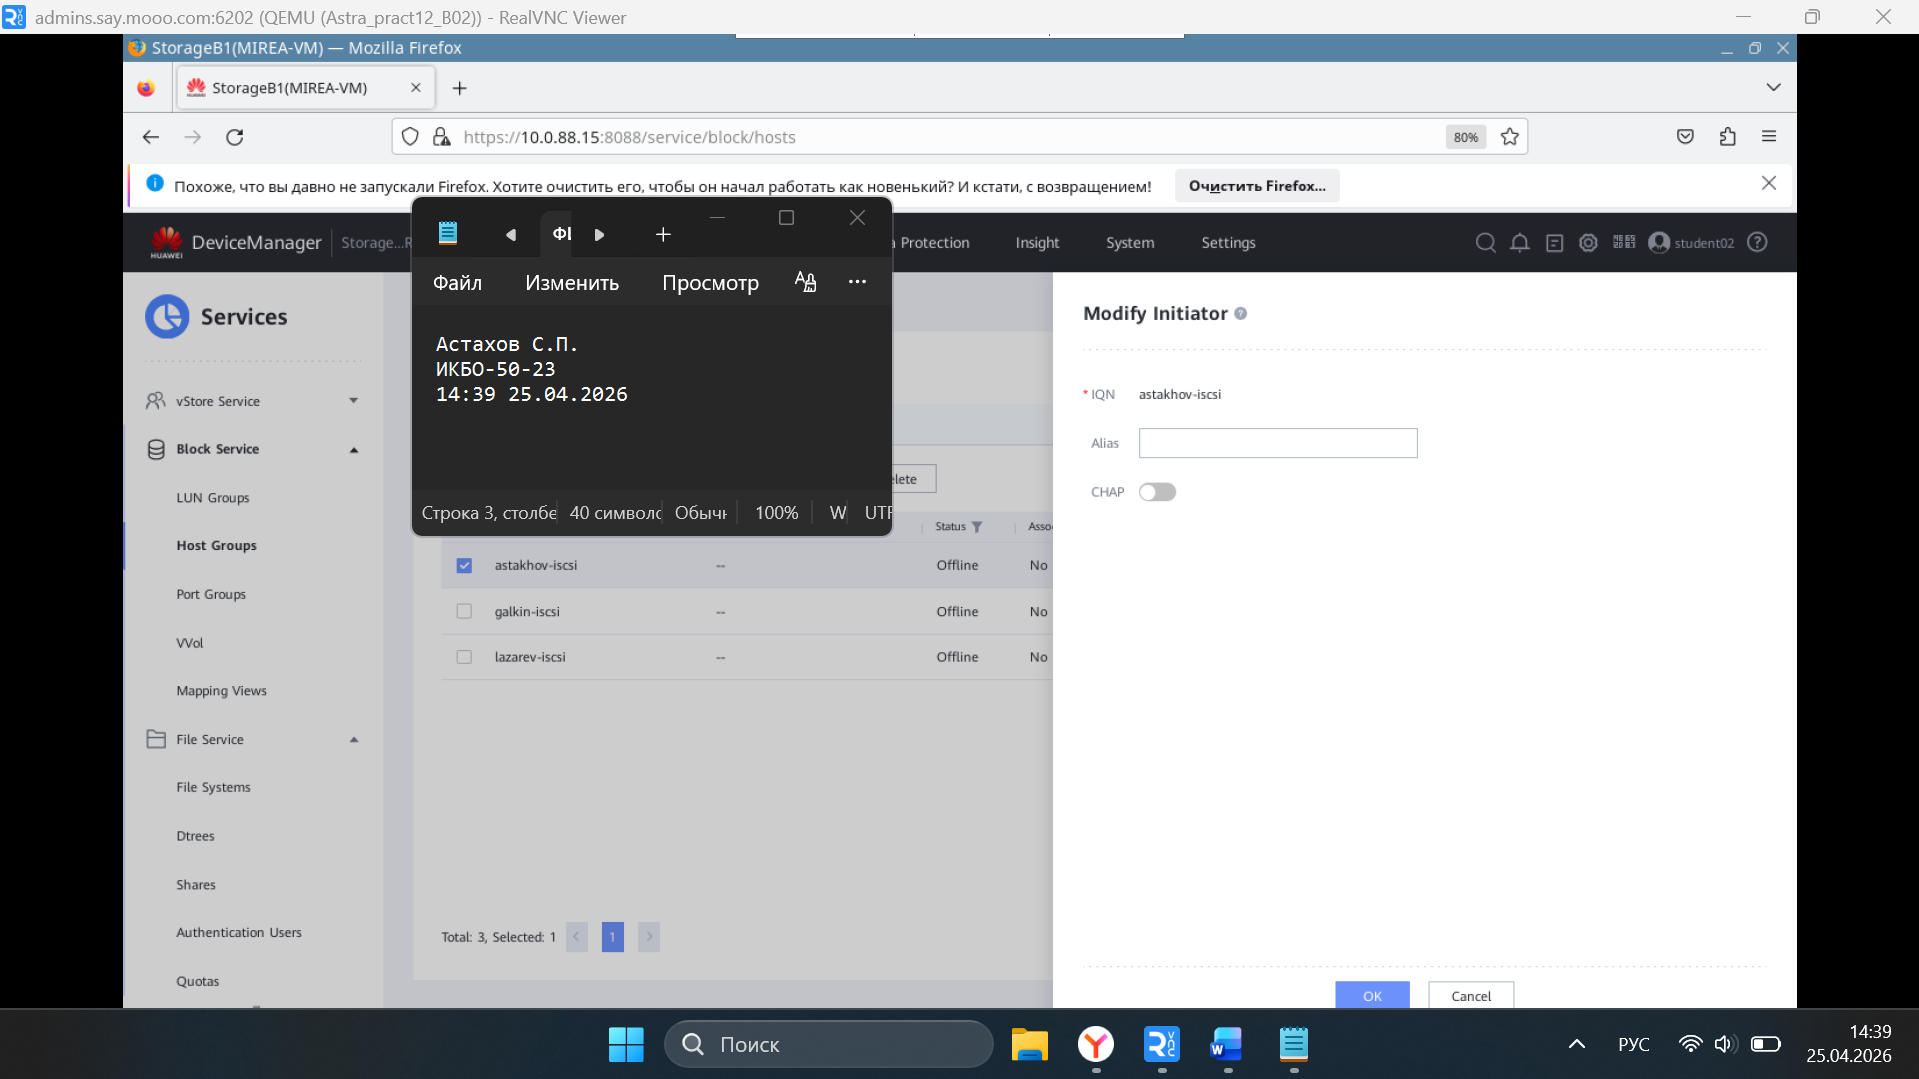 admins.say.mooo.com:6202 (QEMU (Astra_pract12_B02)) - RealVNC Viewer
StorageB1(MIREA-VM) — Mozilla Firefox
StorageB1(MIREA-VM)
https://10.0.88.15:8088/service/block/hosts
80%
Похоже, что вы давно не запускали Firefox. Хотите очистить его, чтобы он начал работать как новенький? И кстати, с возвращением!
Очистить Firefox...
HUAWEI
DeviceManager
Storage...
Protection
Insight
System
Settings
student02
Файл
Изменить
Просмотр
Астахов С.П.
ИКБО-50-23
14:39 25.04.2026
Строка 3, столбе
40 символо
Обычн
100%
W
UTF
Services
vStore Service
Block Service
LUN Groups
Host Groups
Port Groups
VVol
Mapping Views
File Service
File Systems
Dtrees
Shares
Authentication Users
Quotas
elete
Status
Asso
astakhov-iscsi -- Offline No
galkin-iscsi -- Offline No
lazarev-iscsi -- Offline No
Total: 3, Selected: 1
1
Modify Initiator
* IQN astakhov-iscsi
Alias
CHAP
OK
Cancel
Поиск
РУС
14:39
25.04.2026